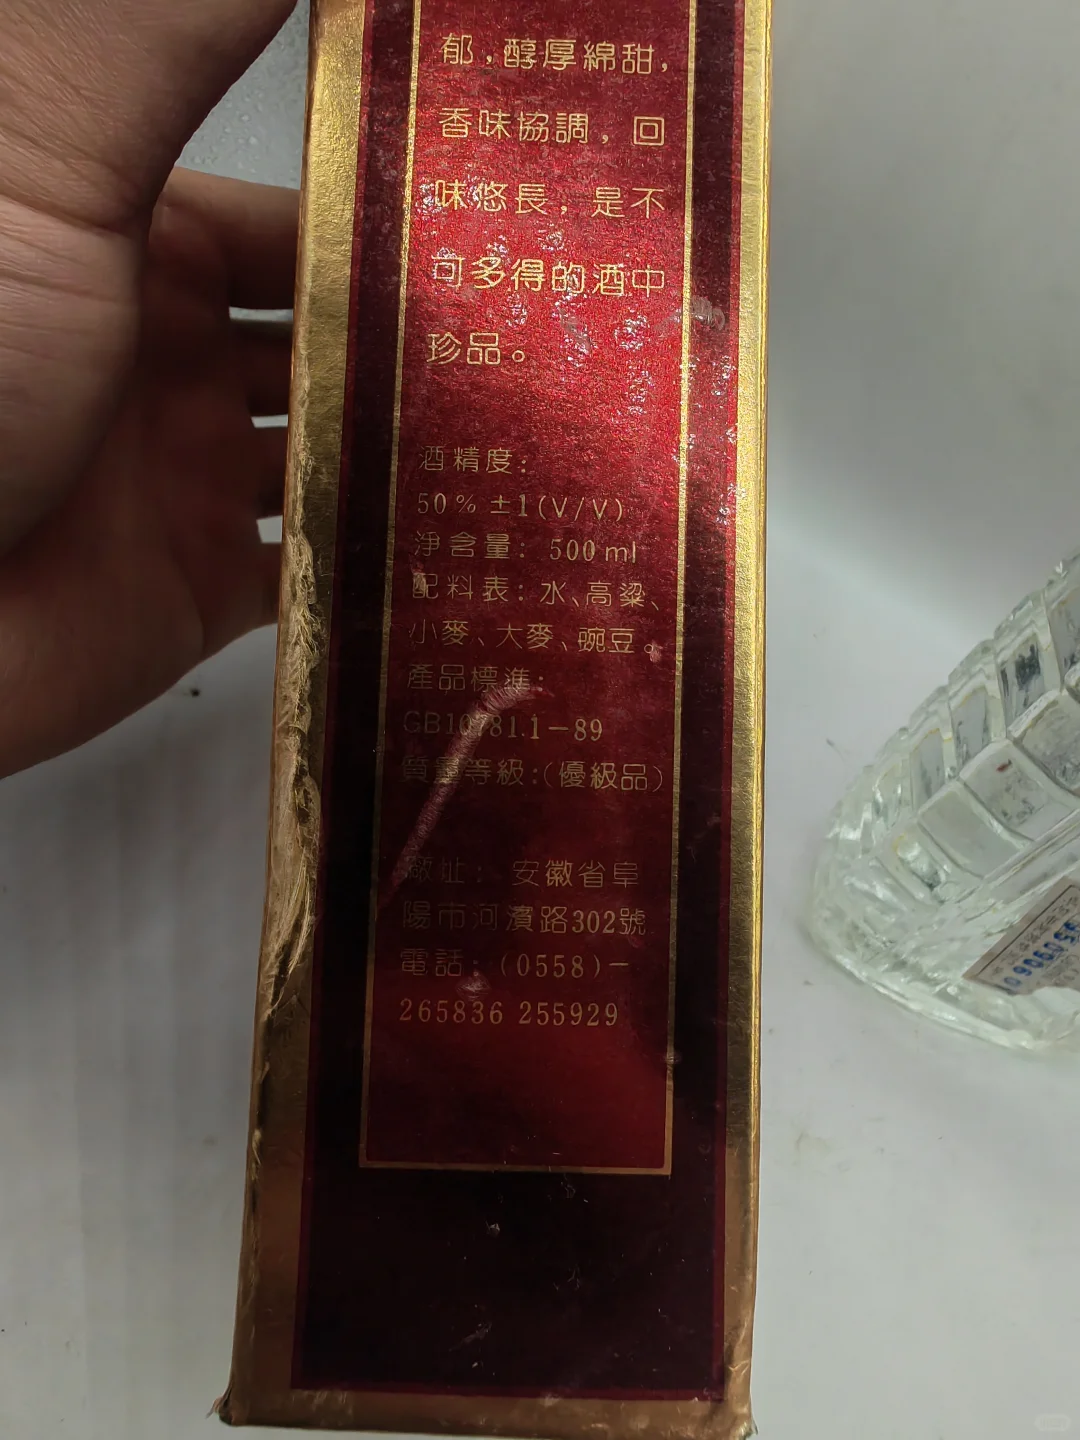 郁，醇厚綿甜，
香味協調，回
味悠長，是不
可多得的酒中
珍品。
酒精度：
50% ±1(V/V)
淨含量： 500 ml
配料表：水、高粱、
小麥、大麥、豌豆。
產品標準：
GB10781.1-89
質量等級：(優級品)
廠址： 安徽省阜
陽市河濱路302號
電話：(0558)-
265836 255929